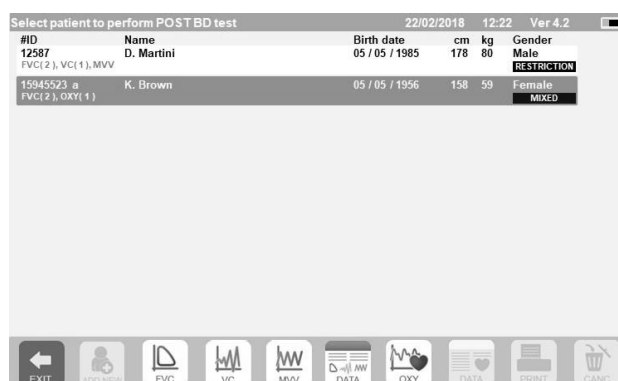 Select patient to perform POST BD test 22/02/2018 12:22 Ver 4.2
#ID Name Birth date cm kg Gender
12587 D. Martini 05 / 05 / 1985 178 80 Male
FVC( 2 ), VC( 1 ), MVV RESTRICTION
15945523 a K. Brown 05 / 05 / 1956 158 59 Female
FVC( 2 ), OXY( 1 ) MIXED
EXIT ADD NEW FVC VC MVV DATA OXY DATA PRINT CANC